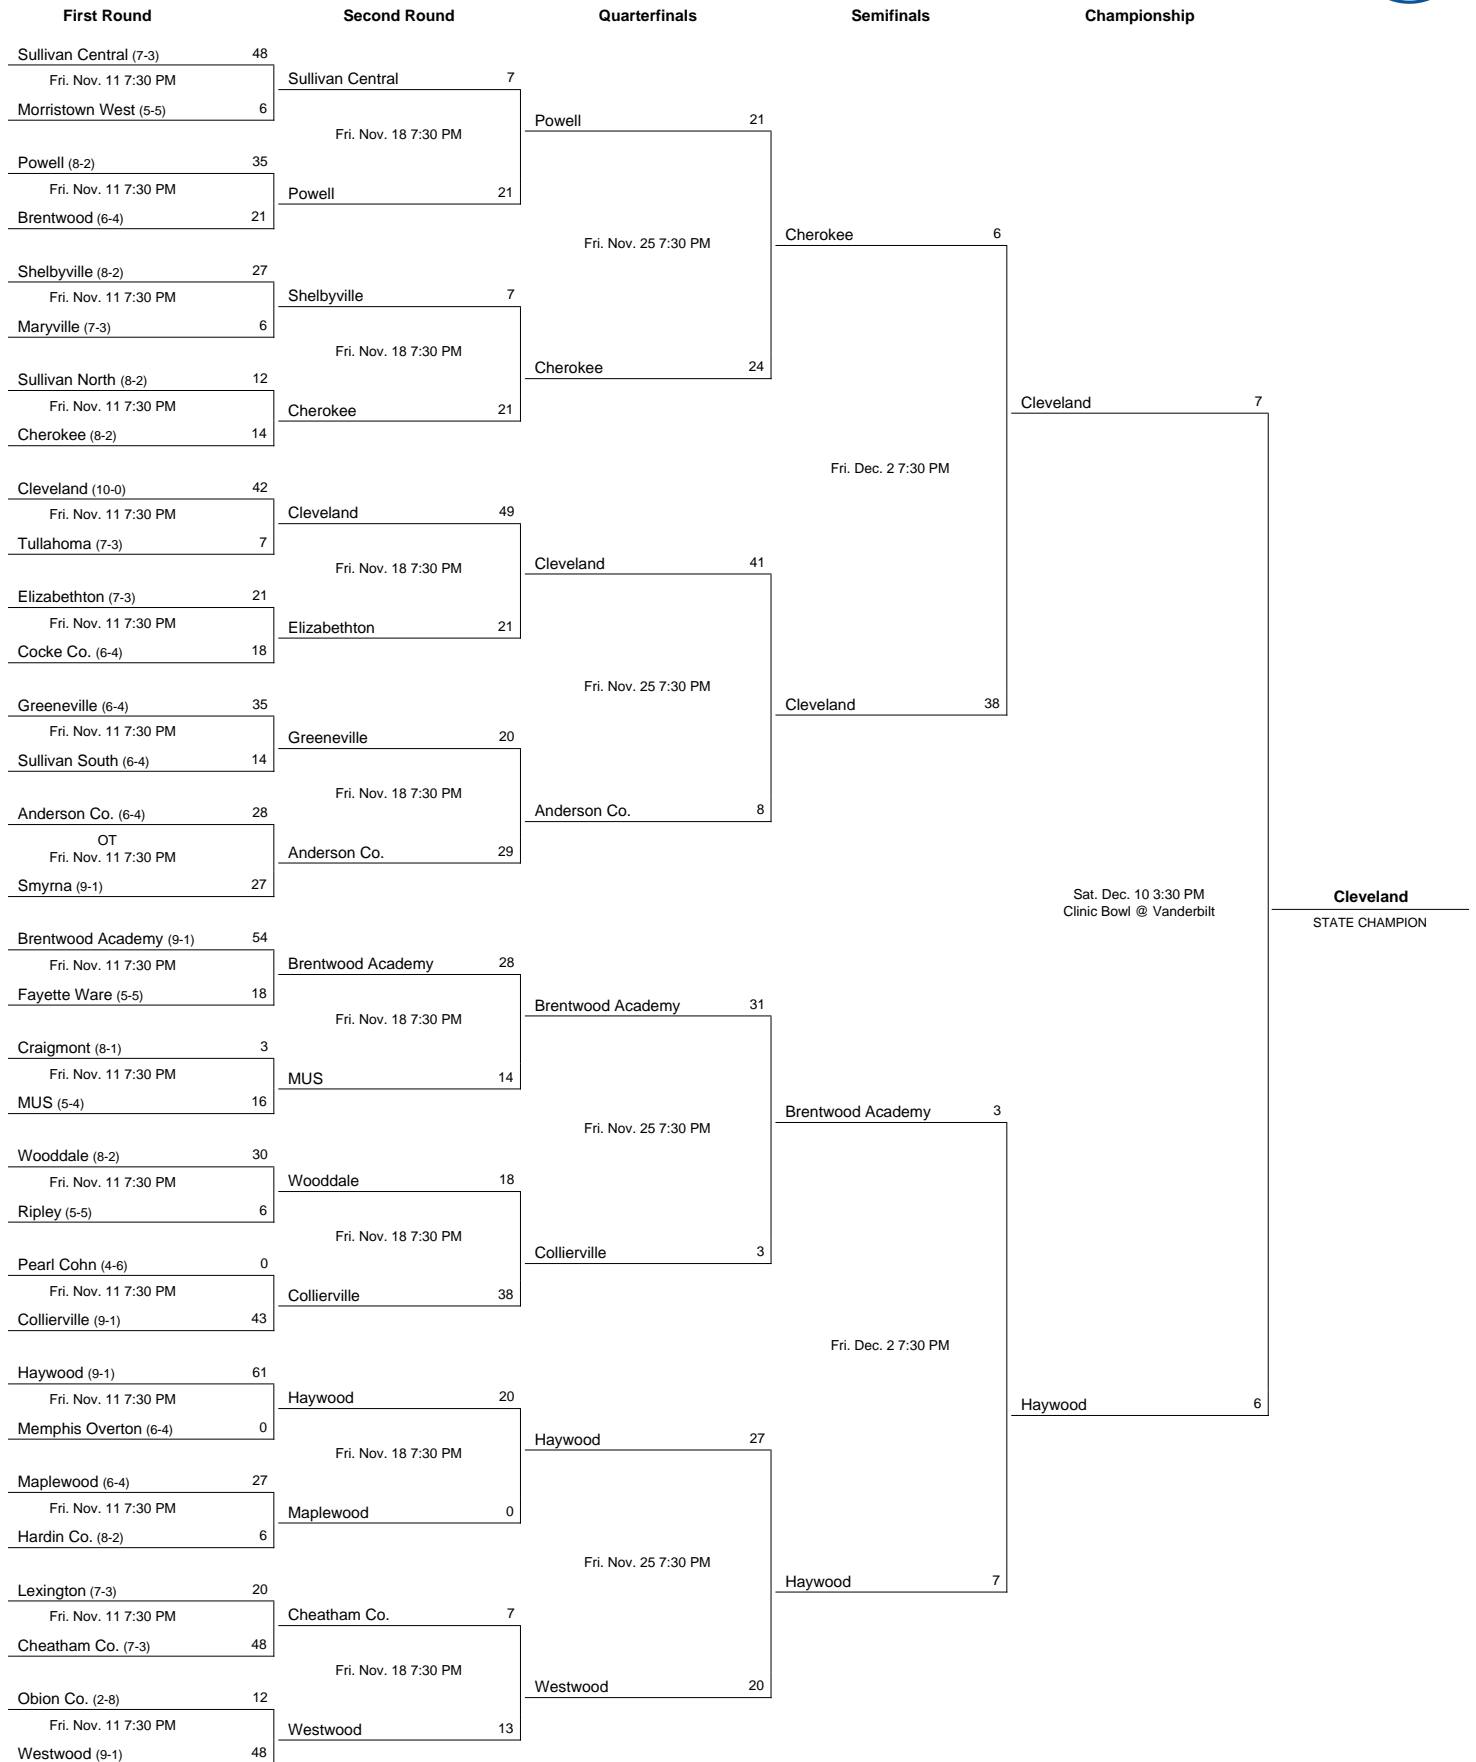 First Round
Second Round
Quarterfinals
Semifinals
Championship
Sullivan Central (7-3) 48
Fri. Nov. 11 7:30 PM
Morristown West (5-5) 6
Powell (8-2) 35
Fri. Nov. 11 7:30 PM
Brentwood (6-4) 21
Shelbyville (8-2) 27
Fri. Nov. 11 7:30 PM
Maryville (7-3) 6
Sullivan North (8-2) 12
Fri. Nov. 11 7:30 PM
Cherokee (8-2) 14
Cleveland (10-0) 42
Fri. Nov. 11 7:30 PM
Tullahoma (7-3) 7
Elizabethton (7-3) 21
Fri. Nov. 11 7:30 PM
Cocke Co. (6-4) 18
Greeneville (6-4) 35
Fri. Nov. 11 7:30 PM
Sullivan South (6-4) 14
Anderson Co. (6-4) 28
OT
Fri. Nov. 11 7:30 PM
Smyrna (9-1) 27
Brentwood Academy (9-1) 54
Fri. Nov. 11 7:30 PM
Fayette Ware (5-5) 18
Craigmont (8-1) 3
Fri. Nov. 11 7:30 PM
MUS (5-4) 16
Wooddale (8-2) 30
Fri. Nov. 11 7:30 PM
Ripley (5-5) 6
Pearl Cohn (4-6) 0
Fri. Nov. 11 7:30 PM
Collierville (9-1) 43
Haywood (9-1) 61
Fri. Nov. 11 7:30 PM
Memphis Overton (6-4) 0
Maplewood (6-4) 27
Fri. Nov. 11 7:30 PM
Hardin Co. (8-2) 6
Lexington (7-3) 20
Fri. Nov. 11 7:30 PM
Cheatham Co. (7-3) 48
Obion Co. (2-8) 12
Fri. Nov. 11 7:30 PM
Westwood (9-1) 48
Sullivan Central 7
Fri. Nov. 18 7:30 PM
Powell 21
Shelbyville 7
Fri. Nov. 18 7:30 PM
Cherokee 21
Cleveland 49
Fri. Nov. 18 7:30 PM
Elizabethton 21
Greeneville 20
Fri. Nov. 18 7:30 PM
Anderson Co. 29
Brentwood Academy 28
Fri. Nov. 18 7:30 PM
MUS 14
Wooddale 18
Fri. Nov. 18 7:30 PM
Collierville 38
Haywood 20
Fri. Nov. 18 7:30 PM
Maplewood 0
Cheatham Co. 7
Fri. Nov. 18 7:30 PM
Westwood 13
Powell 21
Fri. Nov. 25 7:30 PM
Cherokee 24
Cleveland 41
Fri. Nov. 25 7:30 PM
Anderson Co. 8
Brentwood Academy 31
Fri. Nov. 25 7:30 PM
Collierville 3
Haywood 27
Fri. Nov. 25 7:30 PM
Westwood 20
Cherokee 6
Fri. Dec. 2 7:30 PM
Cleveland 38
Brentwood Academy 3
Fri. Dec. 2 7:30 PM
Haywood 7
Cleveland 7
Sat. Dec. 10 3:30 PM
Clinic Bowl @ Vanderbilt
Haywood 6
Cleveland
STATE CHAMPION